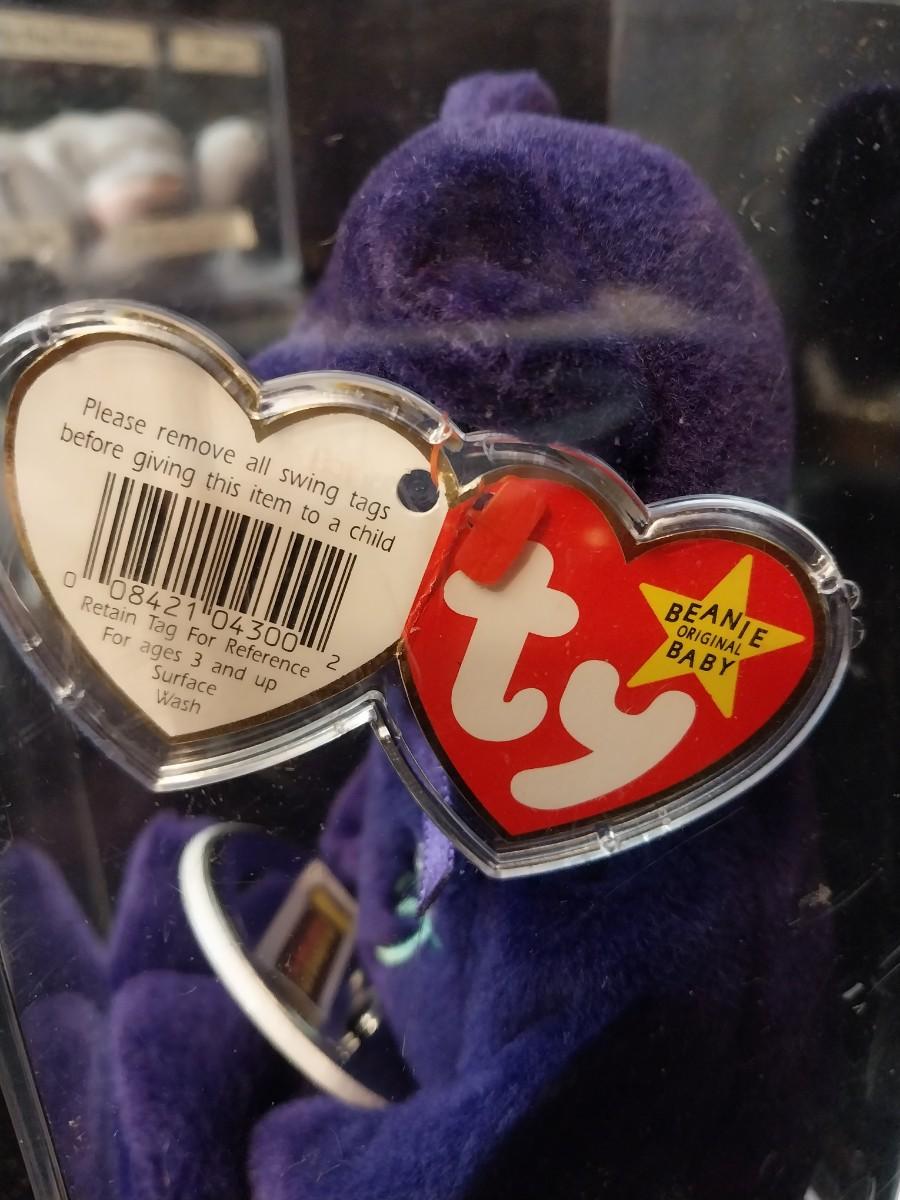 Please remove all swing tags
before giving this item to a child
0 08421 04300 2
Retain Tag For Reference
For ages 3 and up
Surface
Wash
ty
BEANIE
ORIGINAL
BABY